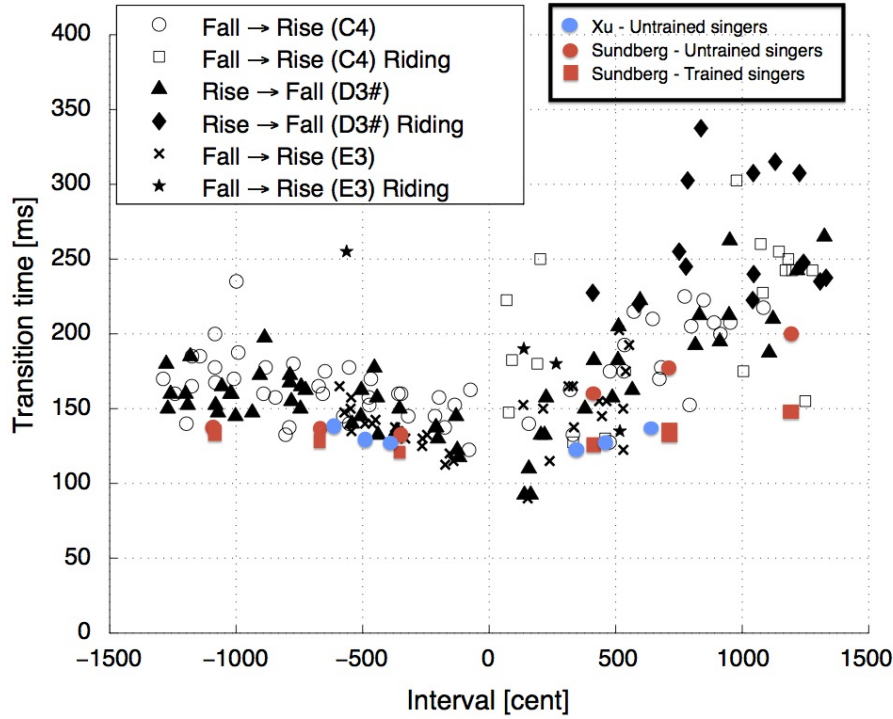 400
350
300
250
200
150
100
50
0
Transition time [ms]
Fall → Rise (C4)
Fall → Rise (C4) Riding
Rise → Fall (D3#)
Rise → Fall (D3#) Riding
Fall → Rise (E3)
Fall → Rise (E3) Riding
Xu - Untrained singers
Sundberg - Untrained singers
Sundberg - Trained singers
−1500 −1000 −500 0 500 1000 1500
Interval [cent]